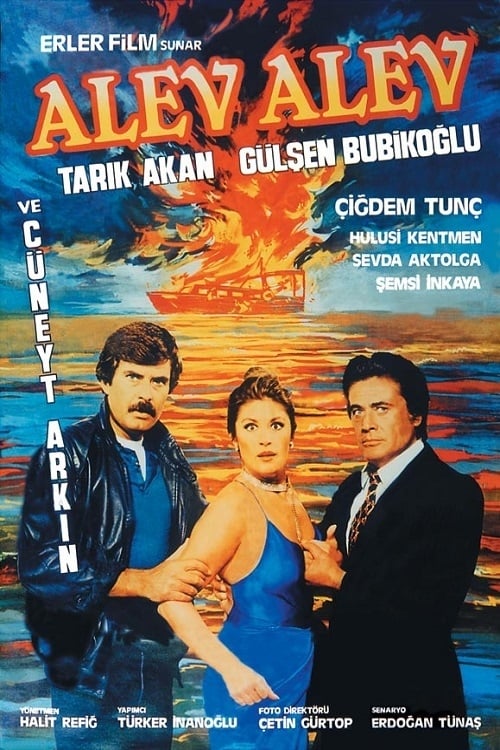 ERLER FİLM SUNAR
ALEV ALEV
TARIK AKAN GÜLŞEN BUBİKOĞLU
VE CÜNEYT ARKIN
ÇİĞDEM TUNÇ
HULUSİ KENTMEN
SEVDA AKTOLGA
ŞEMSİ İNKAYA
YÖNETMEN
HALİT REFİĞ
YAPIMCI
TÜRKER İNANOĞLU
FOTO DİREKTÖRÜ
ÇETİN GÜRTOP
SENARYO
ERDOĞAN TÜNAŞ